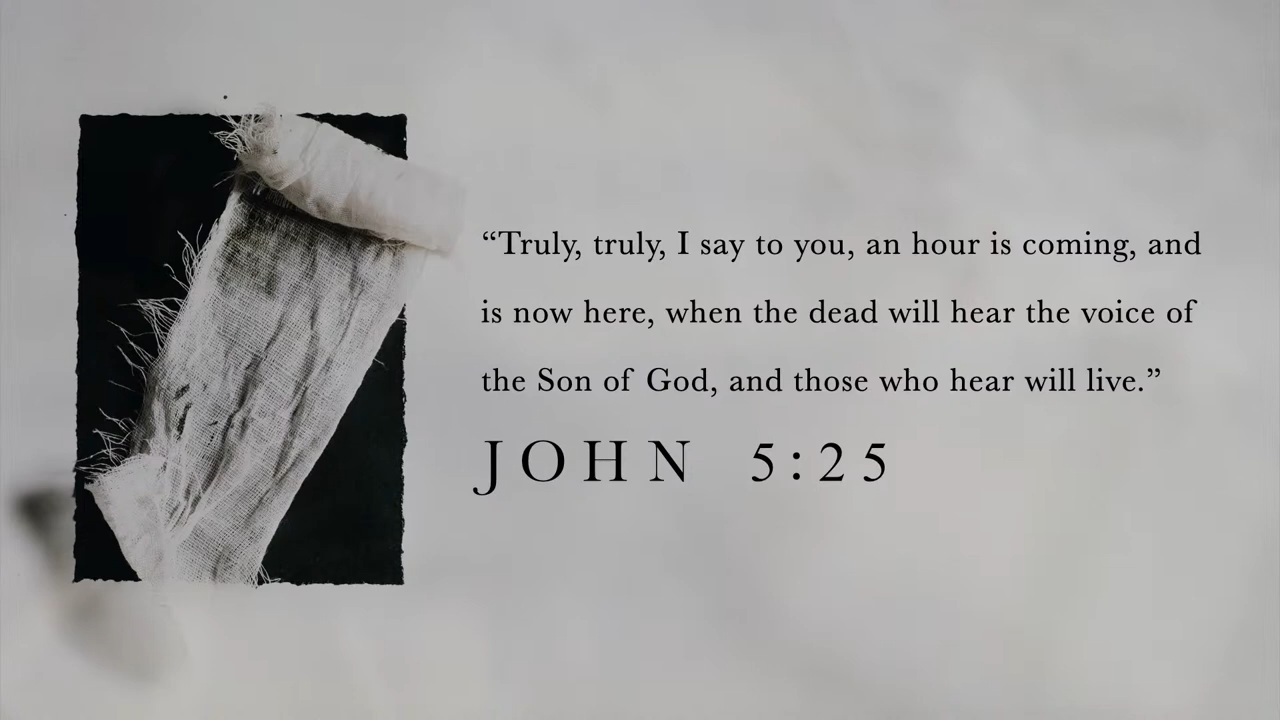 “Truly, truly, I say to you, an hour is coming, and
is now here, when the dead will hear the voice of
the Son of God, and those who hear will live.”
JOHN 5:25